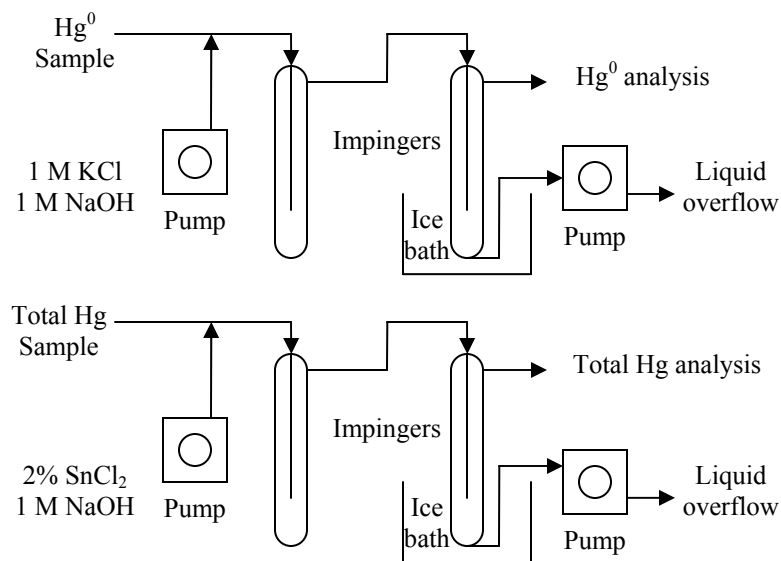 Hg⁰
Sample
Hg⁰ analysis
Impingers
1 M KCl
1 M NaOH
Pump
Ice
bath
Pump
Liquid
overflow
Total Hg
Sample
Total Hg analysis
Impingers
2% SnCl₂
1 M NaOH
Pump
Ice
bath
Pump
Liquid
overflow